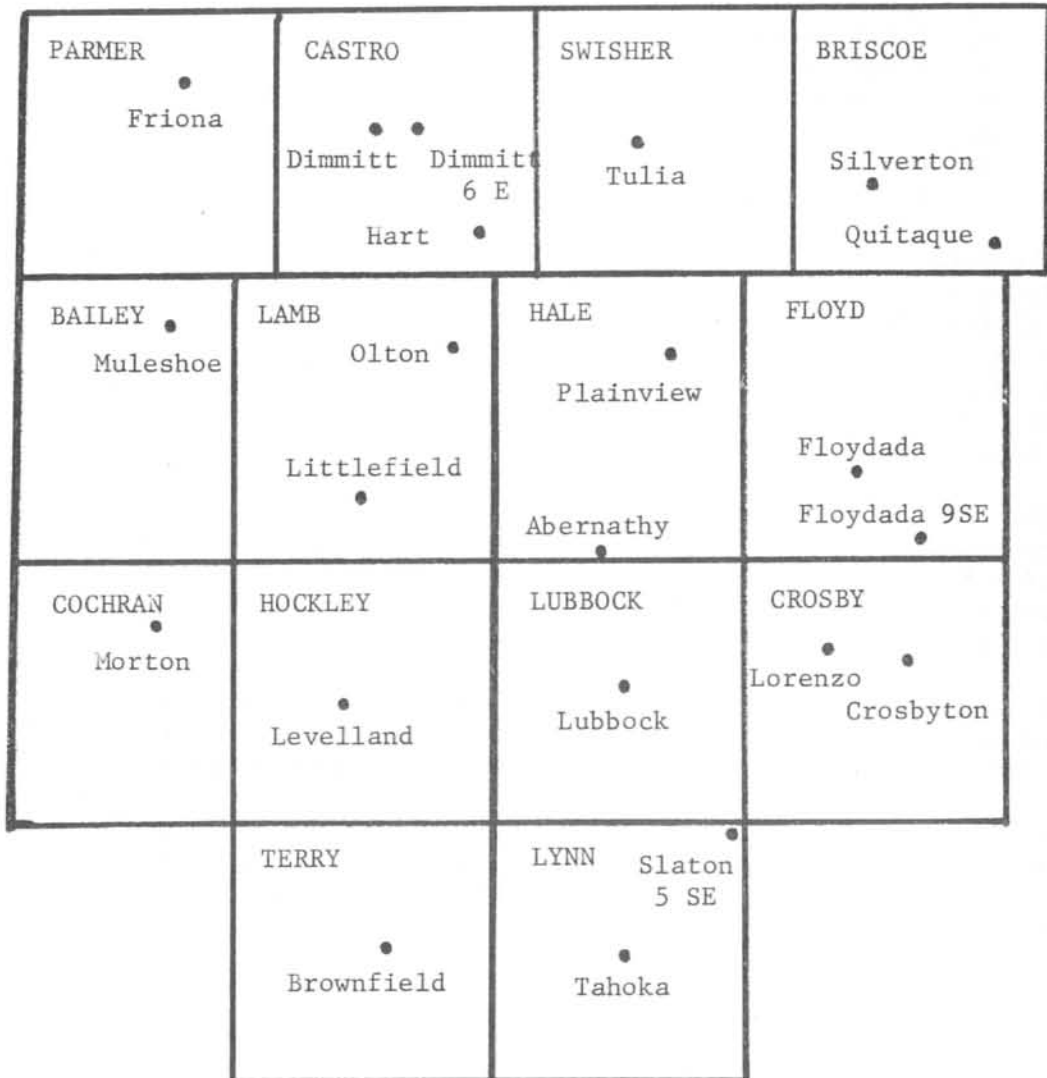 PARMER
Friona
CASTRO
Dimmitt
Dimmitt
6 E
Hart
SWISHER
Tulia
BRISCOE
Silverton
Quitaque
BAILEY
Muleshoe
LAMB
Olton
Littlefield
HALE
Plainview
Abernathy
FLOYD
Floydada
Floydada 9SE
COCHRAN
Morton
HOCKLEY
Levelland
LUBBOCK
Lubbock
CROSBY
Lorenzo
Crosbyton
TERRY
Brownfield
LYNN
Slaton
5 SE
Tahoka